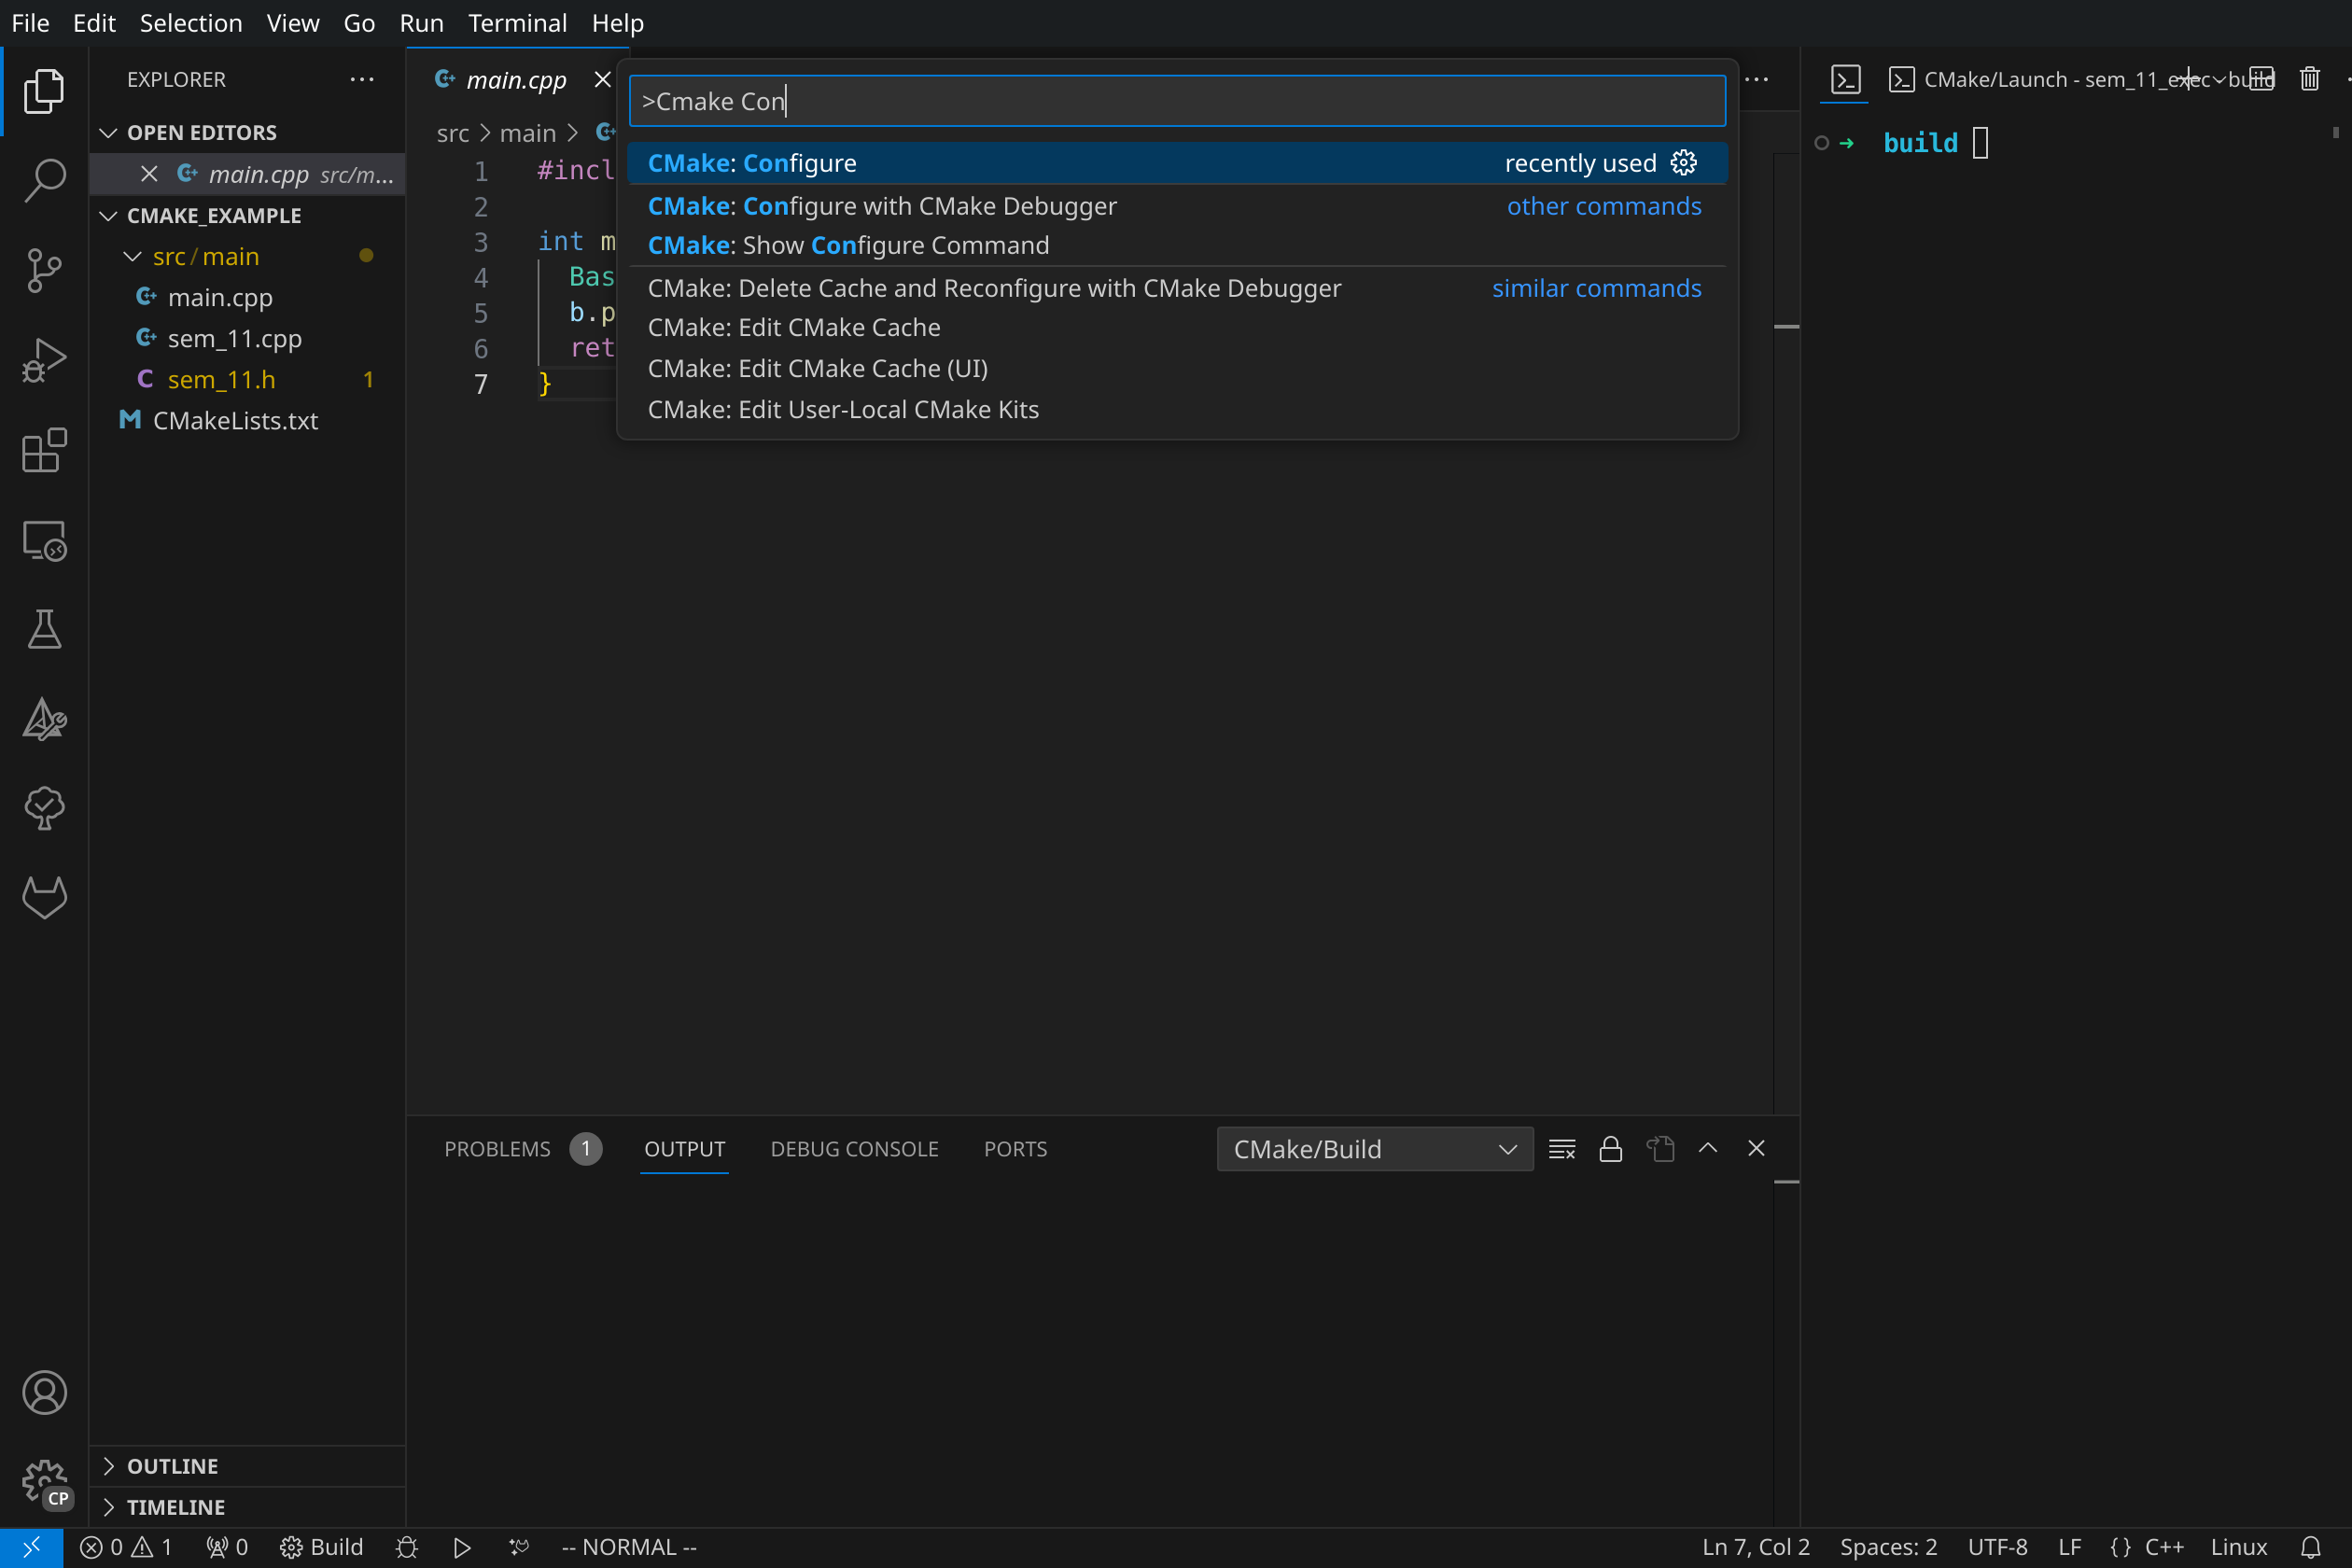 File Edit Selection View Go Run Terminal Help
EXPLORER
OPEN EDITORS
main.cpp src/m...
CMAKE_EXAMPLE
src/main
main.cpp
sem_11.cpp
sem_11.h 1
CMakeLists.txt
OUTLINE
TIMELINE
main.cpp
src > main >
1 #incl
2
3 int m
4 Bas
5 b.p
6 ret
7 }
>Cmake Con
CMake: Configure recently used
CMake: Configure with CMake Debugger other commands
CMake: Show Configure Command
CMake: Delete Cache and Reconfigure with CMake Debugger similar commands
CMake: Edit CMake Cache
CMake: Edit CMake Cache (UI)
CMake: Edit User-Local CMake Kits
PROBLEMS 1 OUTPUT DEBUG CONSOLE PORTS CMake/Build
CMake/Launch - sem_11_exec build
build
CP
0 1 0 Build -- NORMAL -- Ln 7, Col 2 Spaces: 2 UTF-8 LF {} C++ Linux